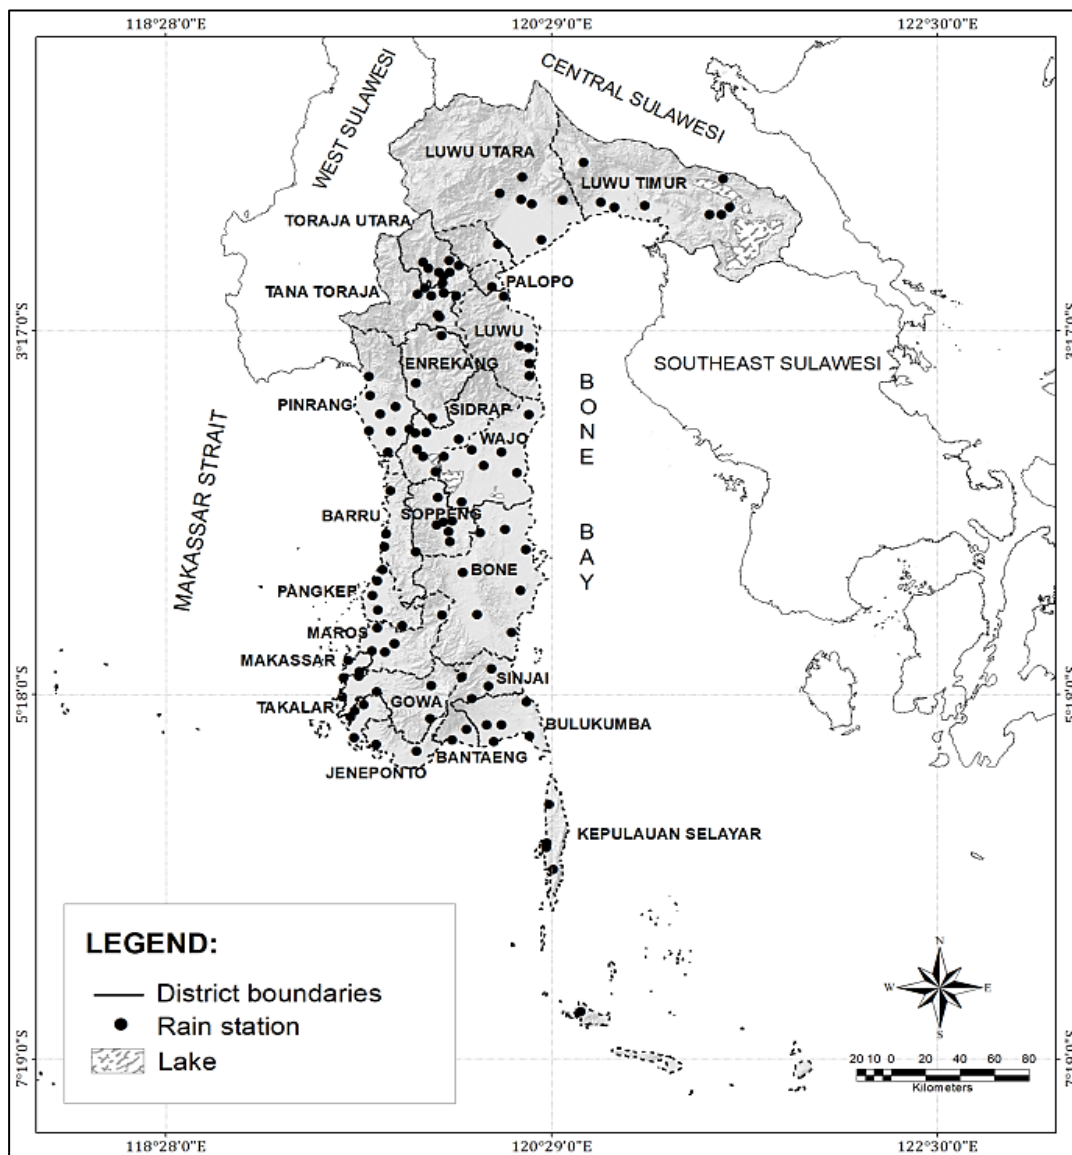 118°28'0"E
120°29'0"E
122°30'0"E
CENTRAL SULAWESI
WEST SULAWESI
LUWU UTARA
LUWU TIMUR
TORAJA UTARA
TANA TORAJA
PALOPO
3°17'0"S
3°17'0"S
LUWU
ENREKANG
SOUTHEAST SULAWESI
PINRANG
SIDRAP
WAJO
BONE
BAY
MAKASSAR STRAIT
BARRU
SOPPENG
BONE
PANGKEP
MAROS
MAKASSAR
SINJAI
5°18'0"S
5°18'0"S
TAKALAR
GOWA
BULUKUMBA
BANTAENG
JENEPONTO
KEPULAUAN SELAYAR
LEGEND:
District boundaries
Rain station
Lake
N
W
E
S
7°19'0"S
7°19'0"S
20 10 0 20 40 60 80
Kilometers
118°28'0"E
120°29'0"E
122°30'0"E